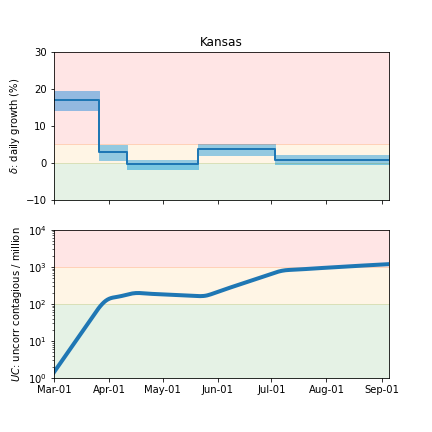 Kansas
δ: daily growth (%)
30
20
10
0
−10
UC: uncorr contagious / million
10⁴
10³
10²
10¹
10⁰
Mar-01 Apr-01 May-01 Jun-01 Jul-01 Aug-01 Sep-01